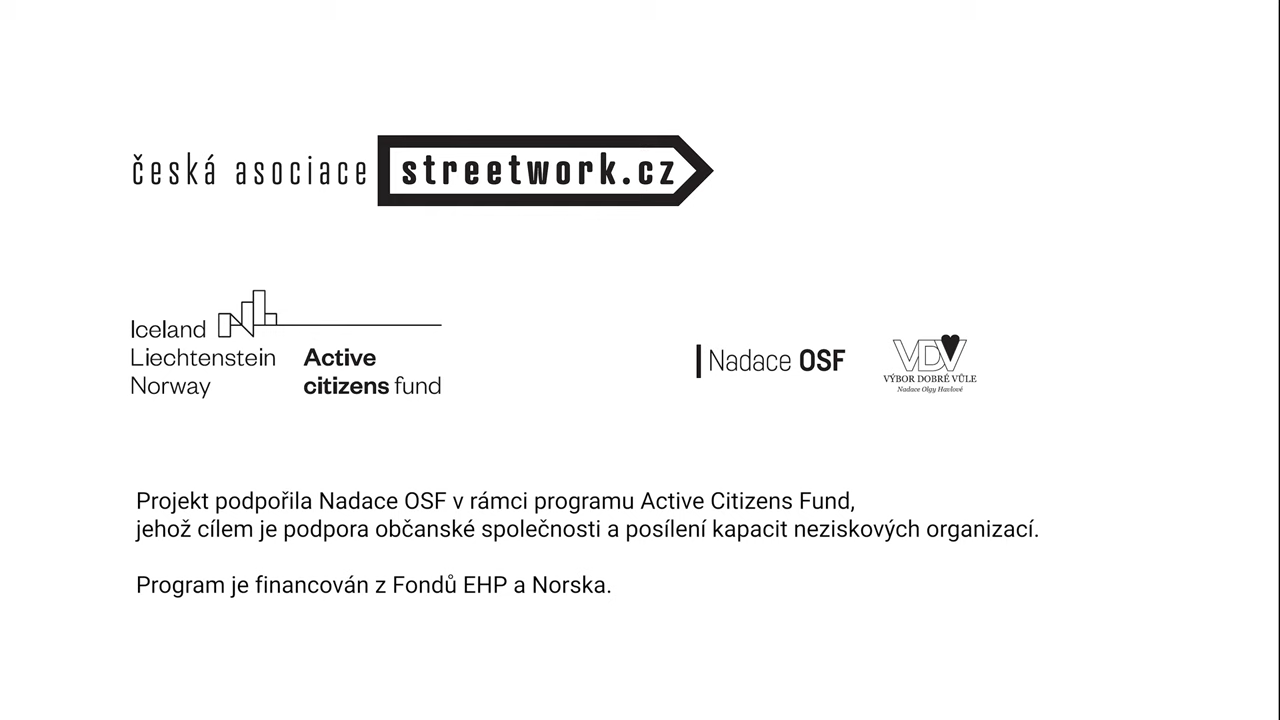 česká asociace streetwork.cz
Iceland
Liechtenstein
Norway
Active
citizens fund
Nadace OSF
VDV
VÝBOR DOBRÉ VŮLE
Nadace Olgy Havlové
Projekt podpořila Nadace OSF v rámci programu Active Citizens Fund,
jehož cílem je podpora občanské společnosti a posílení kapacit neziskových organizací.
Program je financován z Fondů EHP a Norska.